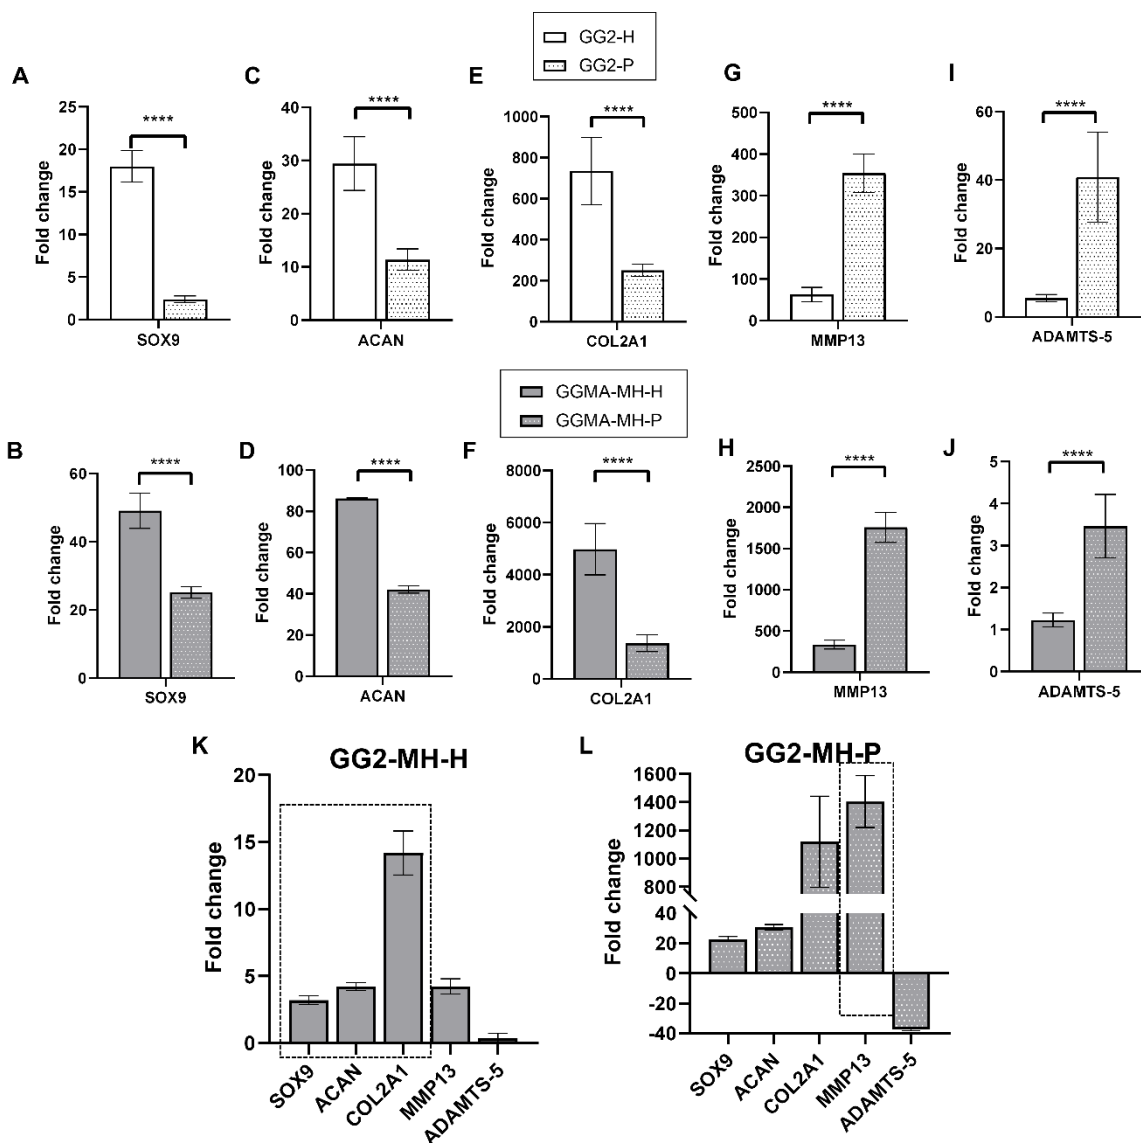 GG2-H
GG2-P
A
Fold change
25
20
15
10
5
0
****
SOX9
C
Fold change
40
30
20
10
0
****
ACAN
E
Fold change
1000
800
600
400
200
0
****
COL2A1
G
Fold change
500
400
300
200
100
0
****
MMP13
I
Fold change
60
40
20
0
****
ADAMTS-5
GGMA-MH-H
GGMA-MH-P
B
Fold change
60
40
20
0
****
SOX9
D
Fold change
100
80
60
40
20
0
****
ACAN
F
Fold change
8000
6000
4000
2000
0
****
COL2A1
H
Fold change
2500
2000
1500
1000
500
0
****
MMP13
J
Fold change
5
4
3
2
1
0
****
ADAMTS-5
K
GG2-MH-H
Fold change
20
15
10
5
0
SOX9
ACAN
COL2A1
MMP13
ADAMTS-5
L
GG2-MH-P
Fold change
1600
1400
1200
1000
800
40
20
0
-20
-40
SOX9
ACAN
COL2A1
MMP13
ADAMTS-5